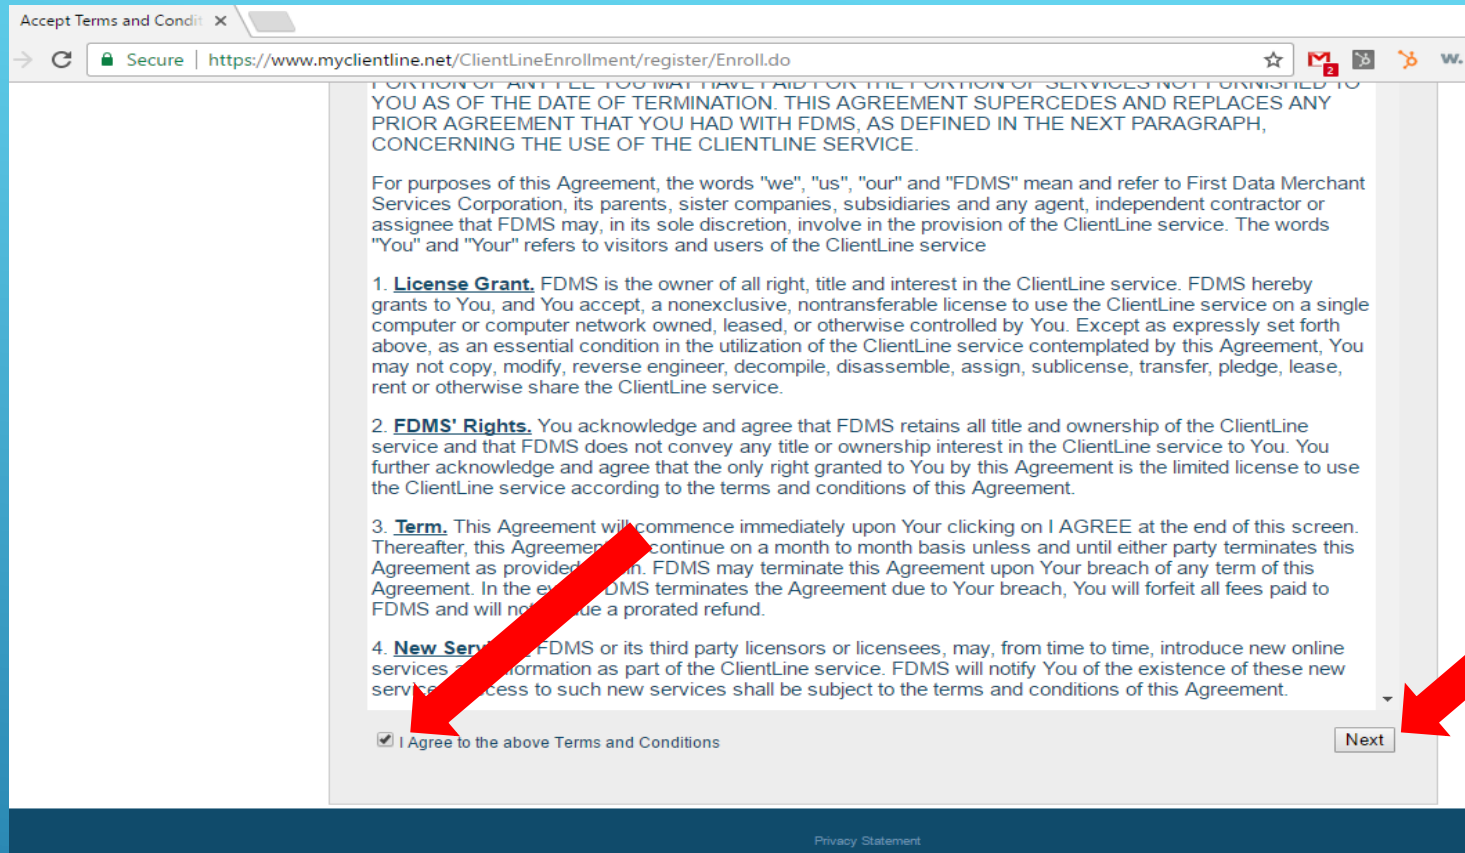 Accept Terms and Condit
Secure | https://www.myclientline.net/ClientLineEnrollment/register/Enroll.do
2
w.
PORTION OF ANY FEE YOU MAY HAVE PAID FOR THE PORTION OF SERVICES NOT FURNISHED TO
YOU AS OF THE DATE OF TERMINATION. THIS AGREEMENT SUPERCEDES AND REPLACES ANY
PRIOR AGREEMENT THAT YOU HAD WITH FDMS, AS DEFINED IN THE NEXT PARAGRAPH,
CONCERNING THE USE OF THE CLIENTLINE SERVICE.
For purposes of this Agreement, the words "we", "us", "our" and "FDMS" mean and refer to First Data Merchant
Services Corporation, its parents, sister companies, subsidiaries and any agent, independent contractor or
assignee that FDMS may, in its sole discretion, involve in the provision of the ClientLine service. The words
"You" and "Your" refers to visitors and users of the ClientLine service
1. License Grant. FDMS is the owner of all right, title and interest in the ClientLine service. FDMS hereby
grants to You, and You accept, a nonexclusive, nontransferable license to use the ClientLine service on a single
computer or computer network owned, leased, or otherwise controlled by You. Except as expressly set forth
above, as an essential condition in the utilization of the ClientLine service contemplated by this Agreement, You
may not copy, modify, reverse engineer, decompile, disassemble, assign, sublicense, transfer, pledge, lease,
rent or otherwise share the ClientLine service.
2. FDMS' Rights. You acknowledge and agree that FDMS retains all title and ownership of the ClientLine
service and that FDMS does not convey any title or ownership interest in the ClientLine service to You. You
further acknowledge and agree that the only right granted to You by this Agreement is the limited license to use
the ClientLine service according to the terms and conditions of this Agreement.
3. Term. This Agreement will commence immediately upon Your clicking on I AGREE at the end of this screen.
Thereafter, this Agreement continue on a month to month basis unless and until either party terminates this
Agreement as provided FDMS may terminate this Agreement upon Your breach of any term of this
Agreement. In the FDMS terminates the Agreement due to Your breach, You will forfeit all fees paid to
FDMS and will not a prorated refund.
4. New FDMS or its third party licensors or licensees, may, from time to time, introduce new online
services information as part of the ClientLine service. FDMS will notify You of the existence of these new
to such new services shall be subject to the terms and conditions of this Agreement.
I Agree to the above Terms and Conditions
Next
Privacy Statement